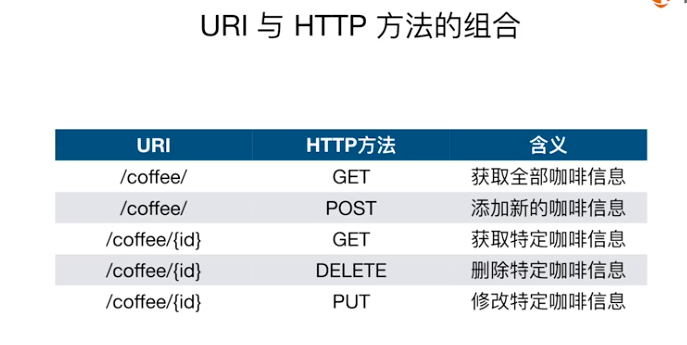 URI 与 HTTP 方法的组合
URI HTTP方法 含义
/coffee/ GET 获取全部咖啡信息
/coffee/ POST 添加新的咖啡信息
/coffee/{id} GET 获取特定咖啡信息
/coffee/{id} DELETE 删除特定咖啡信息
/coffee/{id} PUT 修改特定咖啡信息